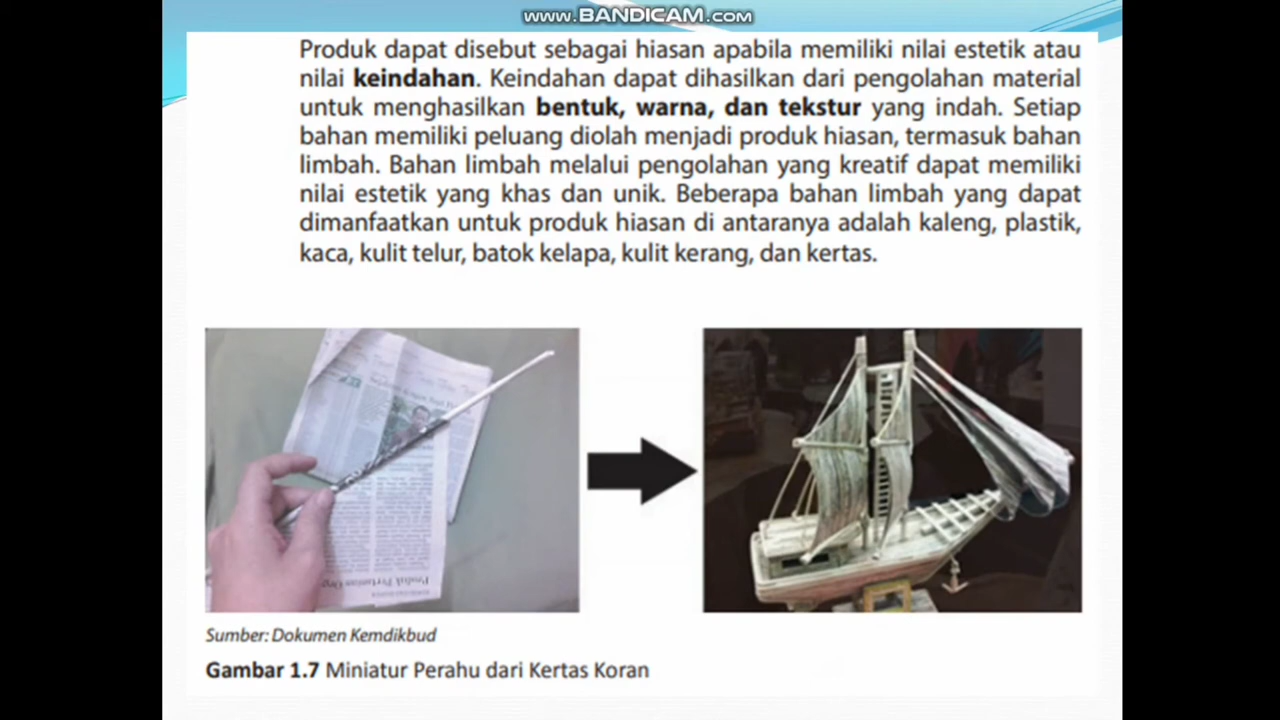 www.BANDICAM.com
Produk dapat disebut sebagai hiasan apabila memiliki nilai estetik atau
nilai keindahan. Keindahan dapat dihasilkan dari pengolahan material
untuk menghasilkan bentuk, warna, dan tekstur yang indah. Setiap
bahan memiliki peluang diolah menjadi produk hiasan, termasuk bahan
limbah. Bahan limbah melalui pengolahan yang kreatif dapat memiliki
nilai estetik yang khas dan unik. Beberapa bahan limbah yang dapat
dimanfaatkan untuk produk hiasan di antaranya adalah kaleng, plastik,
kaca, kulit telur, batok kelapa, kulit kerang, dan kertas.
Produk Pertanian Org
Sumber: Dokumen Kemdikbud
Gambar 1.7 Miniatur Perahu dari Kertas Koran